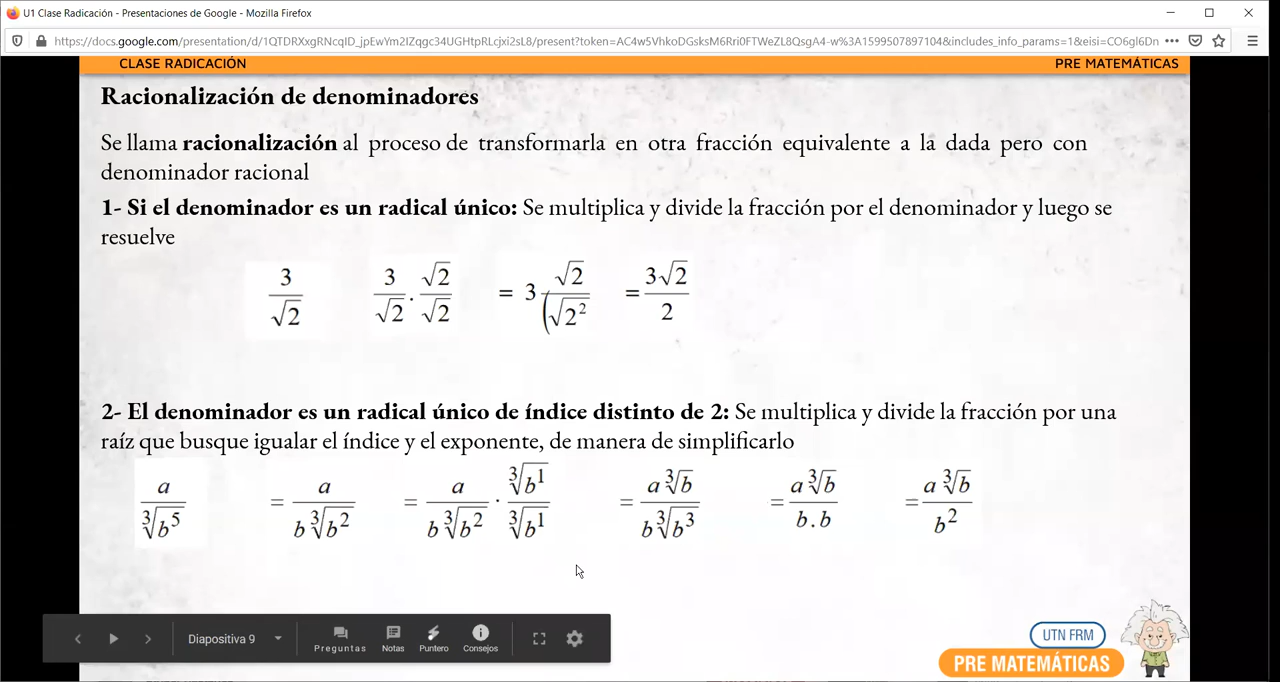 U1 Clase Radicación - Presentaciones de Google - Mozilla Firefox
https://docs.google.com/presentation/d/1QTDRXxgRNcqID_jpEwYm2IZqgc34UGHtpRLcjxi2sL8/present?token=AC4w5VhkoDGsksM6Rri0FTWeZL8QsgA4-w%3A1599507897104&includes_info_params=1&eisi=CO6gl6Dn
CLASE RADICACIÓN PRE MATEMÁTICAS
Racionalización de denominadores
Se llama racionalización al proceso de transformarla en otra fracción equivalente a la dada pero con
denominador racional
1- Si el denominador es un radical único: Se multiplica y divide la fracción por el denominador y luego se
resuelve
3/√2 3/√2 · √2/√2 = 3 √2/(√2² = 3√2/2
2- El denominador es un radical único de índice distinto de 2: Se multiplica y divide la fracción por una
raíz que busque igualar el índice y el exponente, de manera de simplificarlo
a/∛b⁵ = a/b∛b² = a/b∛b² · ∛b¹/∛b¹ = a∛b/b∛b³ = a∛b/b.b = a∛b/b²
Diapositiva 9 Preguntas Notas Puntero Consejos
UTN FRM
PRE MATEMÁTICAS